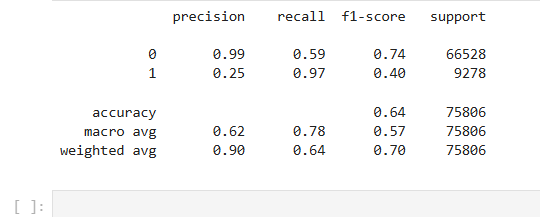 precision recall f1-score support
0 0.99 0.59 0.74 66528
1 0.25 0.97 0.40 9278
accuracy 0.64 75806
macro avg 0.62 0.78 0.57 75806
weighted avg 0.90 0.64 0.70 75806
[ ]: